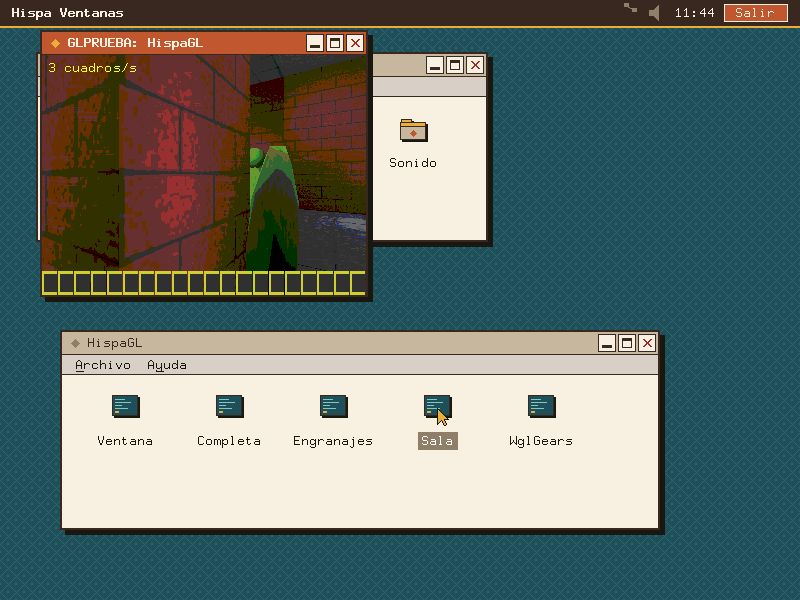 Hispa Ventanas
11:44
Salir
GLPRUEBA: HispaGL
3 cuadros/s
Sonido
HispaGL
Archivo Ayuda
Ventana Completa Engranajes Sala WglGears